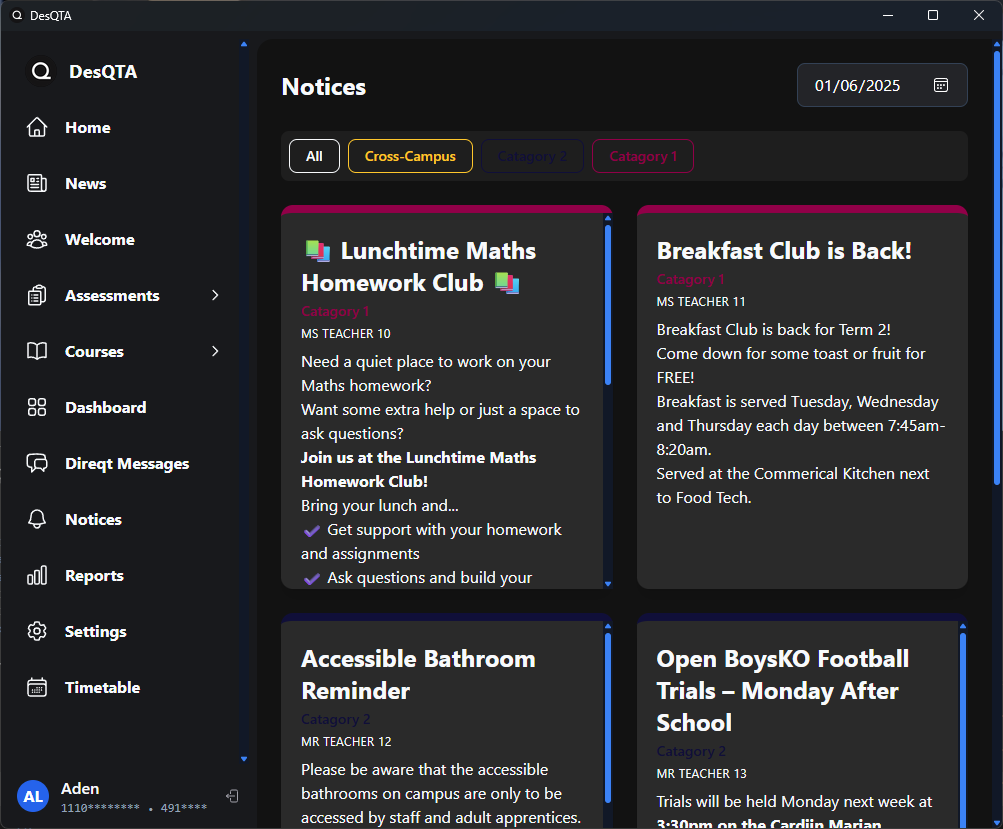 DesQTA
DesQTA
Home
News
Welcome
Assessments
Courses
Dashboard
Direqt Messages
Notices
Reports
Settings
Timetable
AL
Aden
1110******** • 491****
Notices
01/06/2025
All
Cross-Campus
Catagory 2
Catagory 1
Lunchtime Maths
Homework Club
Catagory 1
MS TEACHER 10
Need a quiet place to work on your
Maths homework?
Want some extra help or just a space to
ask questions?
Join us at the Lunchtime Maths
Homework Club!
Bring your lunch and...
✔ Get support with your homework
and assignments
✔ Ask questions and build your
Breakfast Club is Back!
Catagory 1
MS TEACHER 11
Breakfast Club is back for Term 2!
Come down for some toast or fruit for
FREE!
Breakfast is served Tuesday, Wednesday
and Thursday each day between 7:45am-
8:20am.
Served at the Commerical Kitchen next
to Food Tech.
Accessible Bathroom
Reminder
Catagory 2
MR TEACHER 12
Please be aware that the accessible
bathrooms on campus are only to be
accessed by staff and adult apprentices.
Open BoysKO Football
Trials – Monday After
School
Catagory 2
MR TEACHER 13
Trials will be held Monday next week at
3:30pm on the Cardijn Marian